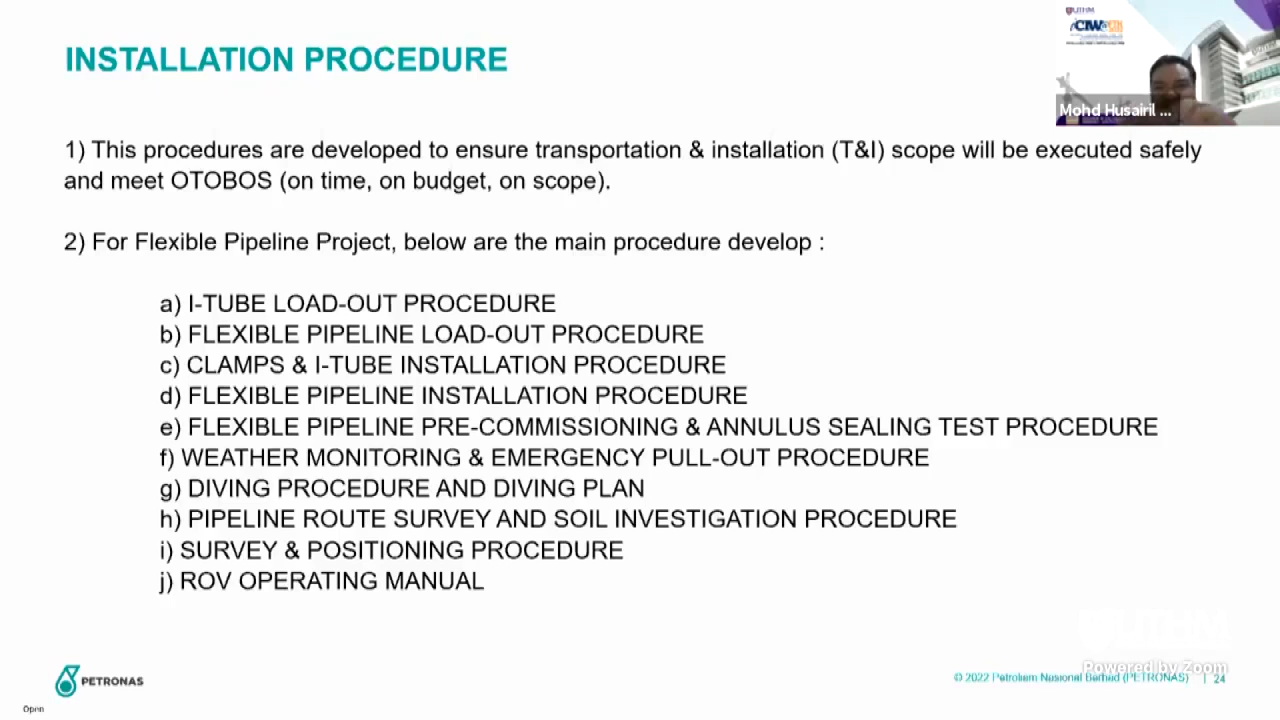 INSTALLATION PROCEDURE
UTHM
Mohd Husairil ...
1) This procedures are developed to ensure transportation & installation (T&I) scope will be executed safely
and meet OTOBOS (on time, on budget, on scope).
2) For Flexible Pipeline Project, below are the main procedure develop :
a) I-TUBE LOAD-OUT PROCEDURE
b) FLEXIBLE PIPELINE LOAD-OUT PROCEDURE
c) CLAMPS & I-TUBE INSTALLATION PROCEDURE
d) FLEXIBLE PIPELINE INSTALLATION PROCEDURE
e) FLEXIBLE PIPELINE PRE-COMMISSIONING & ANNULUS SEALING TEST PROCEDURE
f) WEATHER MONITORING & EMERGENCY PULL-OUT PROCEDURE
g) DIVING PROCEDURE AND DIVING PLAN
h) PIPELINE ROUTE SURVEY AND SOIL INVESTIGATION PROCEDURE
i) SURVEY & POSITIONING PROCEDURE
j) ROV OPERATING MANUAL
UTHM
Powered by Zoom
PETRONAS
© 2022 Petroliam Nasional Berhad (PETRONAS) | 24
Open